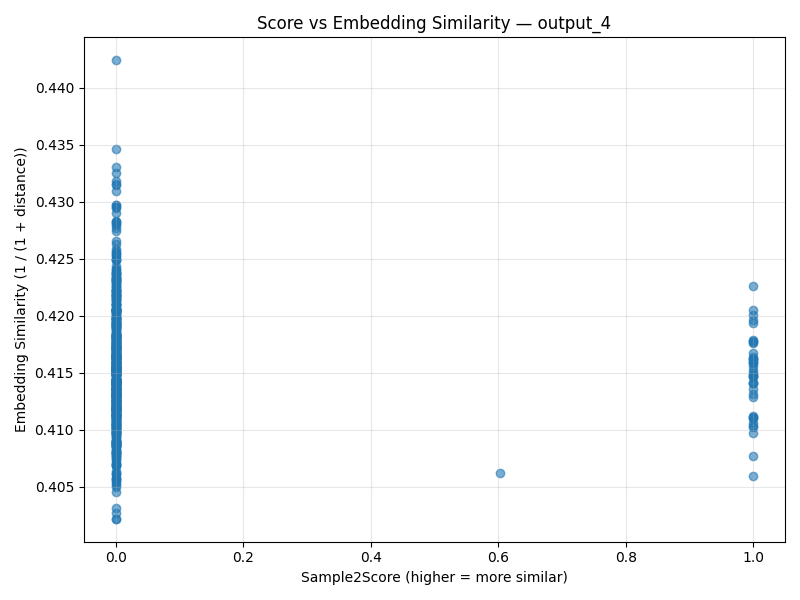 Score vs Embedding Similarity — output_4
Embedding Similarity (1 / (1 + distance))
0.440
0.435
0.430
0.425
0.420
0.415
0.410
0.405
0.0 0.2 0.4 0.6 0.8 1.0
Sample2Score (higher = more similar)